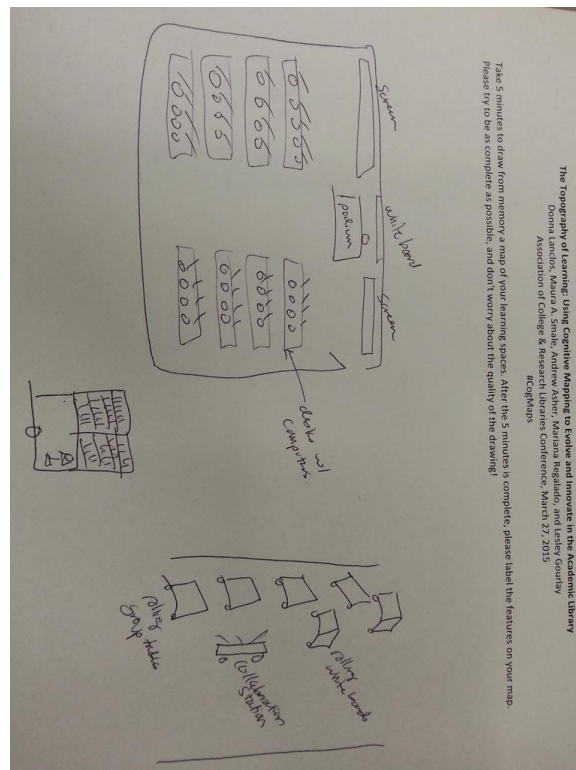 The Topography of Learning: Using Cognitive Mapping to Evolve and Innovate in the Academic Library
Donna Lanclos, Maura A. Smale, Andrew Asher, Mariana Regalado, and Lesley Gourlay
Association of College & Research Libraries Conference, March 27, 2015
#CogMaps
Take 5 minutes to draw from memory a map of your learning spaces. After the 5 minutes is complete, please label the features on your map.
Please try to be as complete as possible, and don't worry about the quality of the drawing!
Screen
white board
Screen
podium
desks w/
computers
rolling
white boards
collaboration
station
rolling
group tables